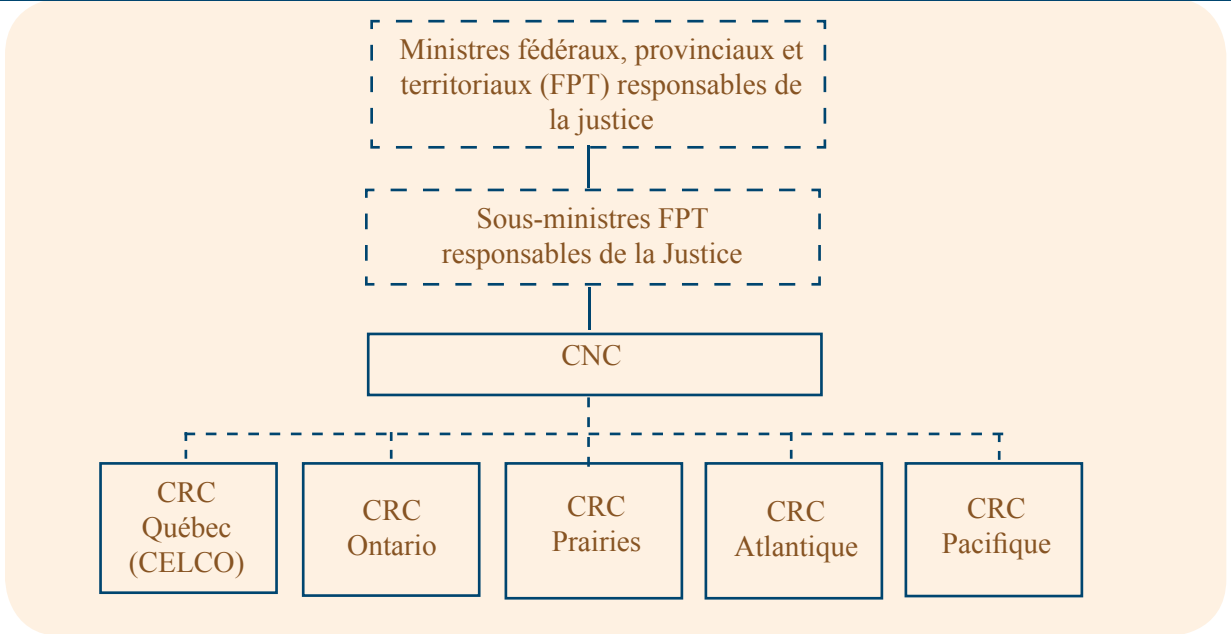 Ministres fédéraux, provinciaux et
territoriaux (FPT) responsables de
la justice
Sous-ministres FPT
responsables de la Justice
CNC
CRC
Québec
(CELCO)
CRC
Ontario
CRC
Prairies
CRC
Atlantique
CRC
Pacifique